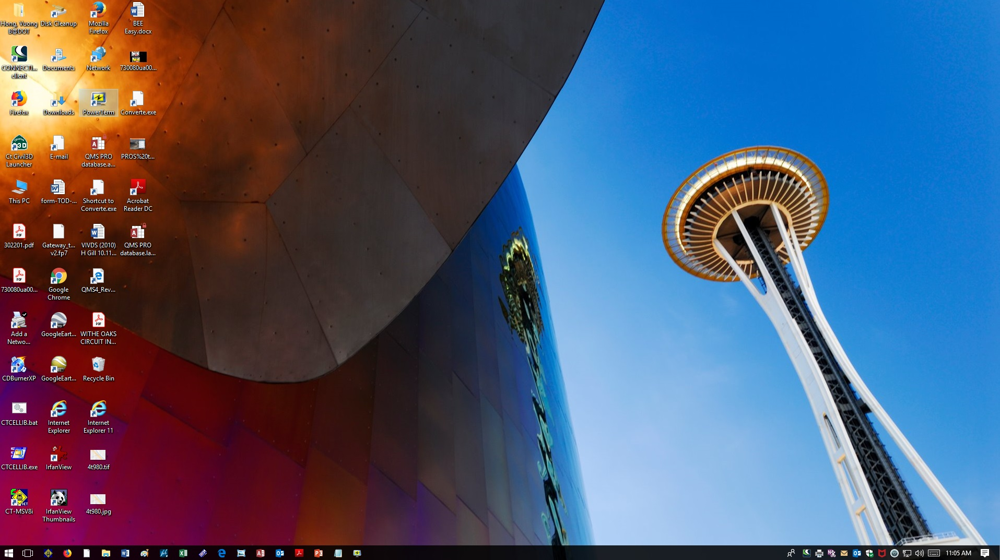 Hong, Vuong
B@DOT
Disk Cleanup
Mozilla
Firefox
BEE
Easy.docx
CONNECTI...
client
Documents
Network
730080ua00...
Firefox
Downloads
PowerTerm
Converte.exe
Ct Civil3D
Launcher
E-mail
QMS PRO
database.a...
PROS%20t...
This PC
form-TOD-...
Shortcut to
Converte.exe
Acrobat
Reader DC
302201.pdf
Gateway_t...
v2.fp7
VIVDS (2010)
H Gill 10.11...
QMS PRO
database.la...
730080ua00...
Google
Chrome
QMS4_Rev...
Add a
Netwo...
GoogleEart...
WITHE OAKS
CIRCUIT IN...
CDBurnerXP
GoogleEart...
Recycle Bin
CTCELLIB.bat
Internet
Explorer
Internet
Explorer 11
CTCELLIB.exe
IrfanView
4t980.tif
CT-MSV8i
IrfanView
Thumbnails
4t980.jpg
11:05 AM